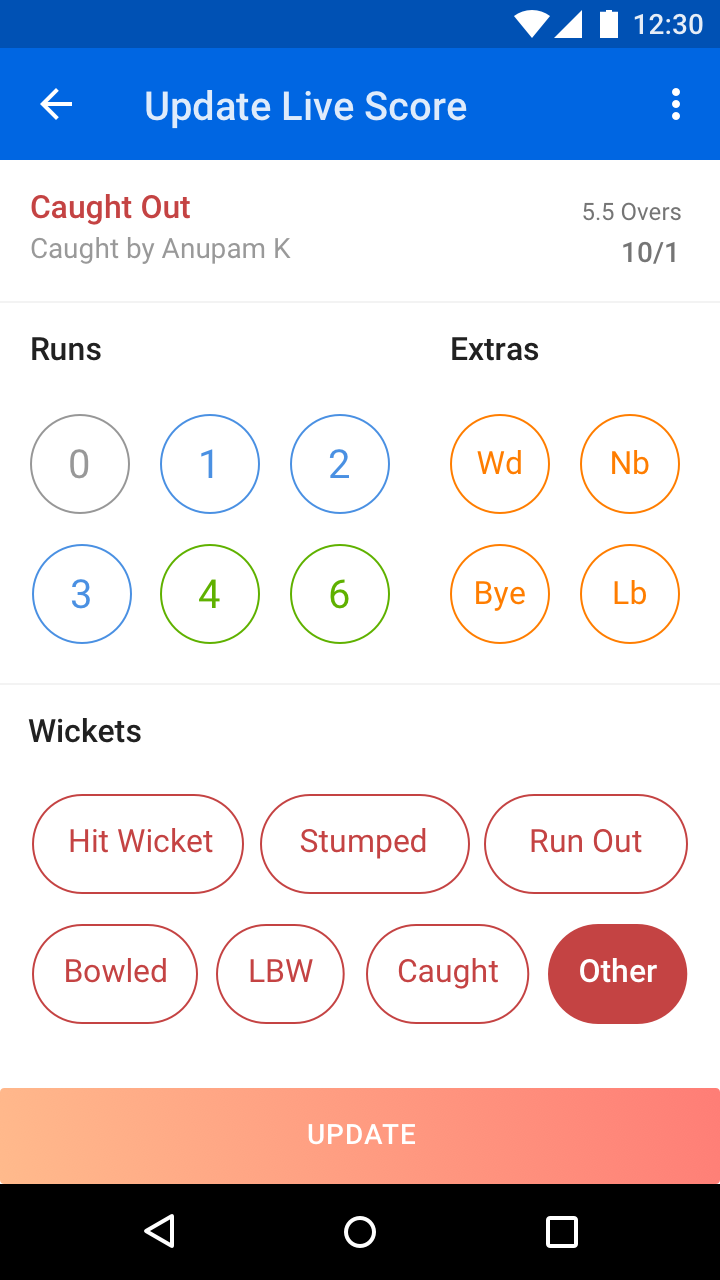 12:30
Update Live Score
Caught Out
5.5 Overs
Caught by Anupam K
10/1
Runs
Extras
0 1 2 Wd Nb
3 4 6 Bye Lb
Wickets
Hit Wicket Stumped Run Out
Bowled LBW Caught Other
UPDATE